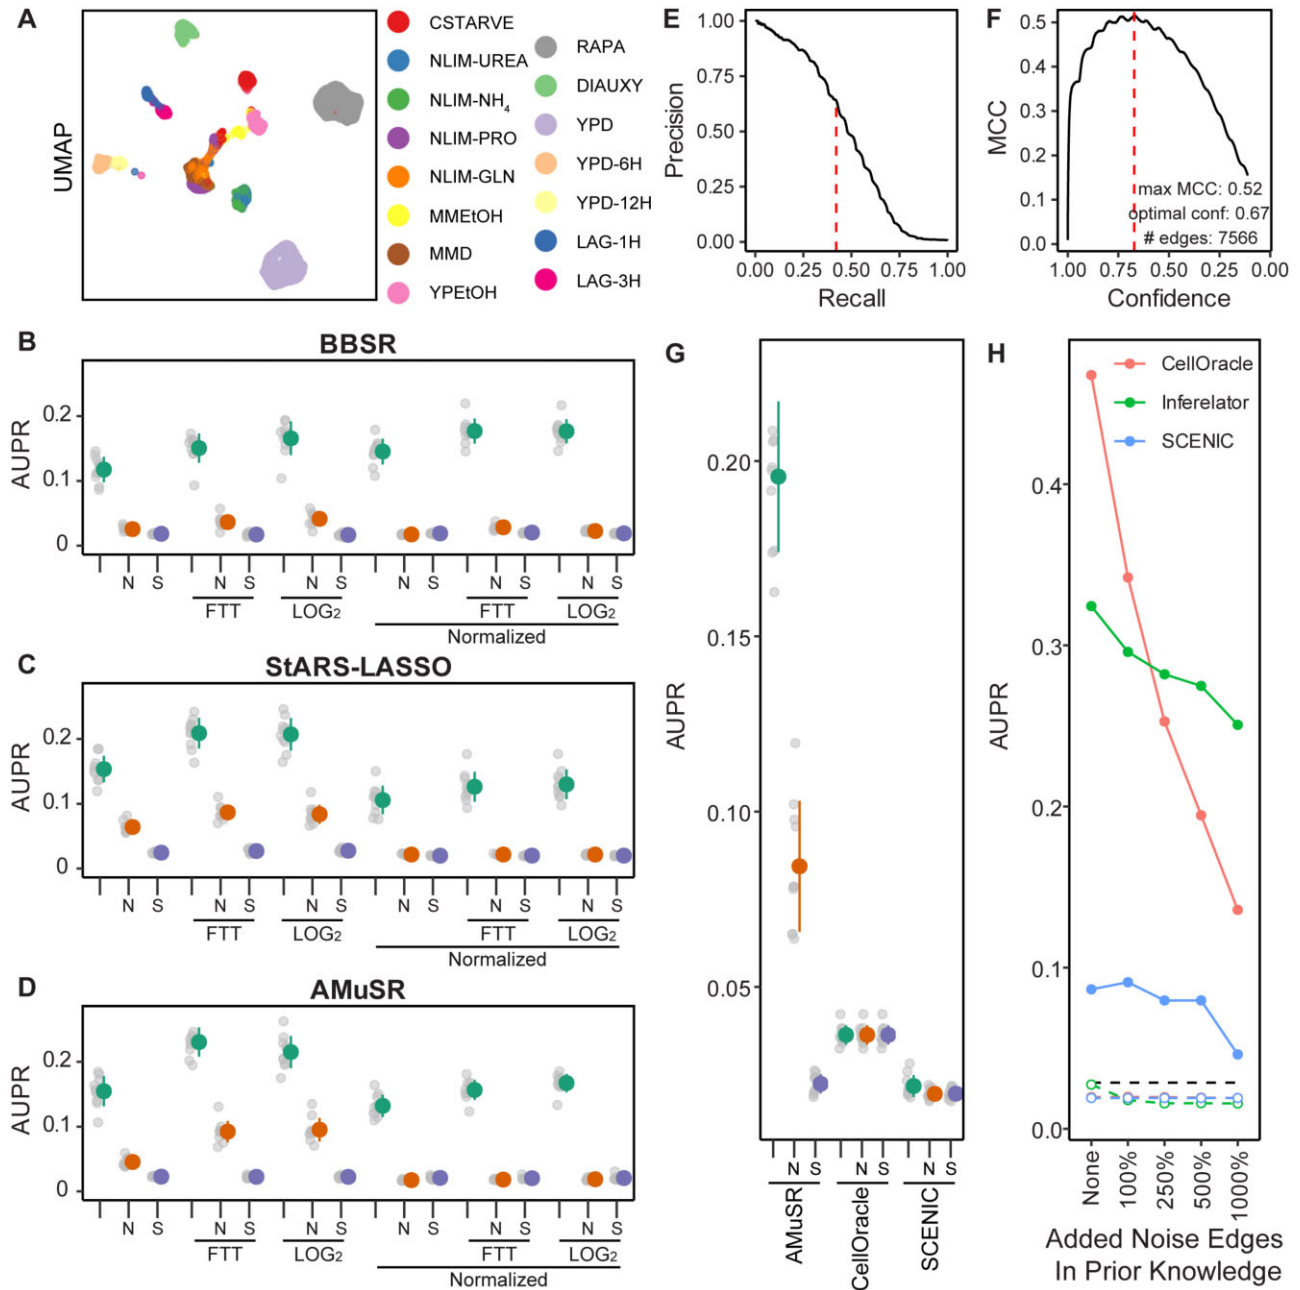 A
UMAP
CSTARVE
NLIM-UREA
NLIM-NH₄
NLIM-PRO
NLIM-GLN
MMEtOH
MMD
YPEtOH
RAPA
DIAUXY
YPD
YPD-6H
YPD-12H
LAG-1H
LAG-3H
E
Precision
1.00
0.75
0.50
0.25
0.00
0.00 0.25 0.50 0.75 1.00
Recall
F
MCC
0.5
0.4
0.3
0.2
0.1
0.0
max MCC: 0.52
optimal conf: 0.67
# edges: 7566
1.00 0.75 0.50 0.25 0.00
Confidence
B
BBSR
AUPR
0.2
0.1
0
N S N S N S N S N S N S
FTT LOG₂ FTT LOG₂
Normalized
C
StARS-LASSO
AUPR
0.2
0.1
0
N S N S N S N S N S N S
FTT LOG₂ FTT LOG₂
Normalized
D
AMuSR
AUPR
0.2
0.1
0
N S N S N S N S N S N S
FTT LOG₂ FTT LOG₂
Normalized
G
AUPR
0.20
0.15
0.10
0.05
N S N S N S
AMuSR
CellOracle
SCENIC
H
AUPR
CellOracle
Inferelator
SCENIC
0.4
0.3
0.2
0.1
0.0
None
100%
250%
500%
1000%
Added Noise Edges
In Prior Knowledge